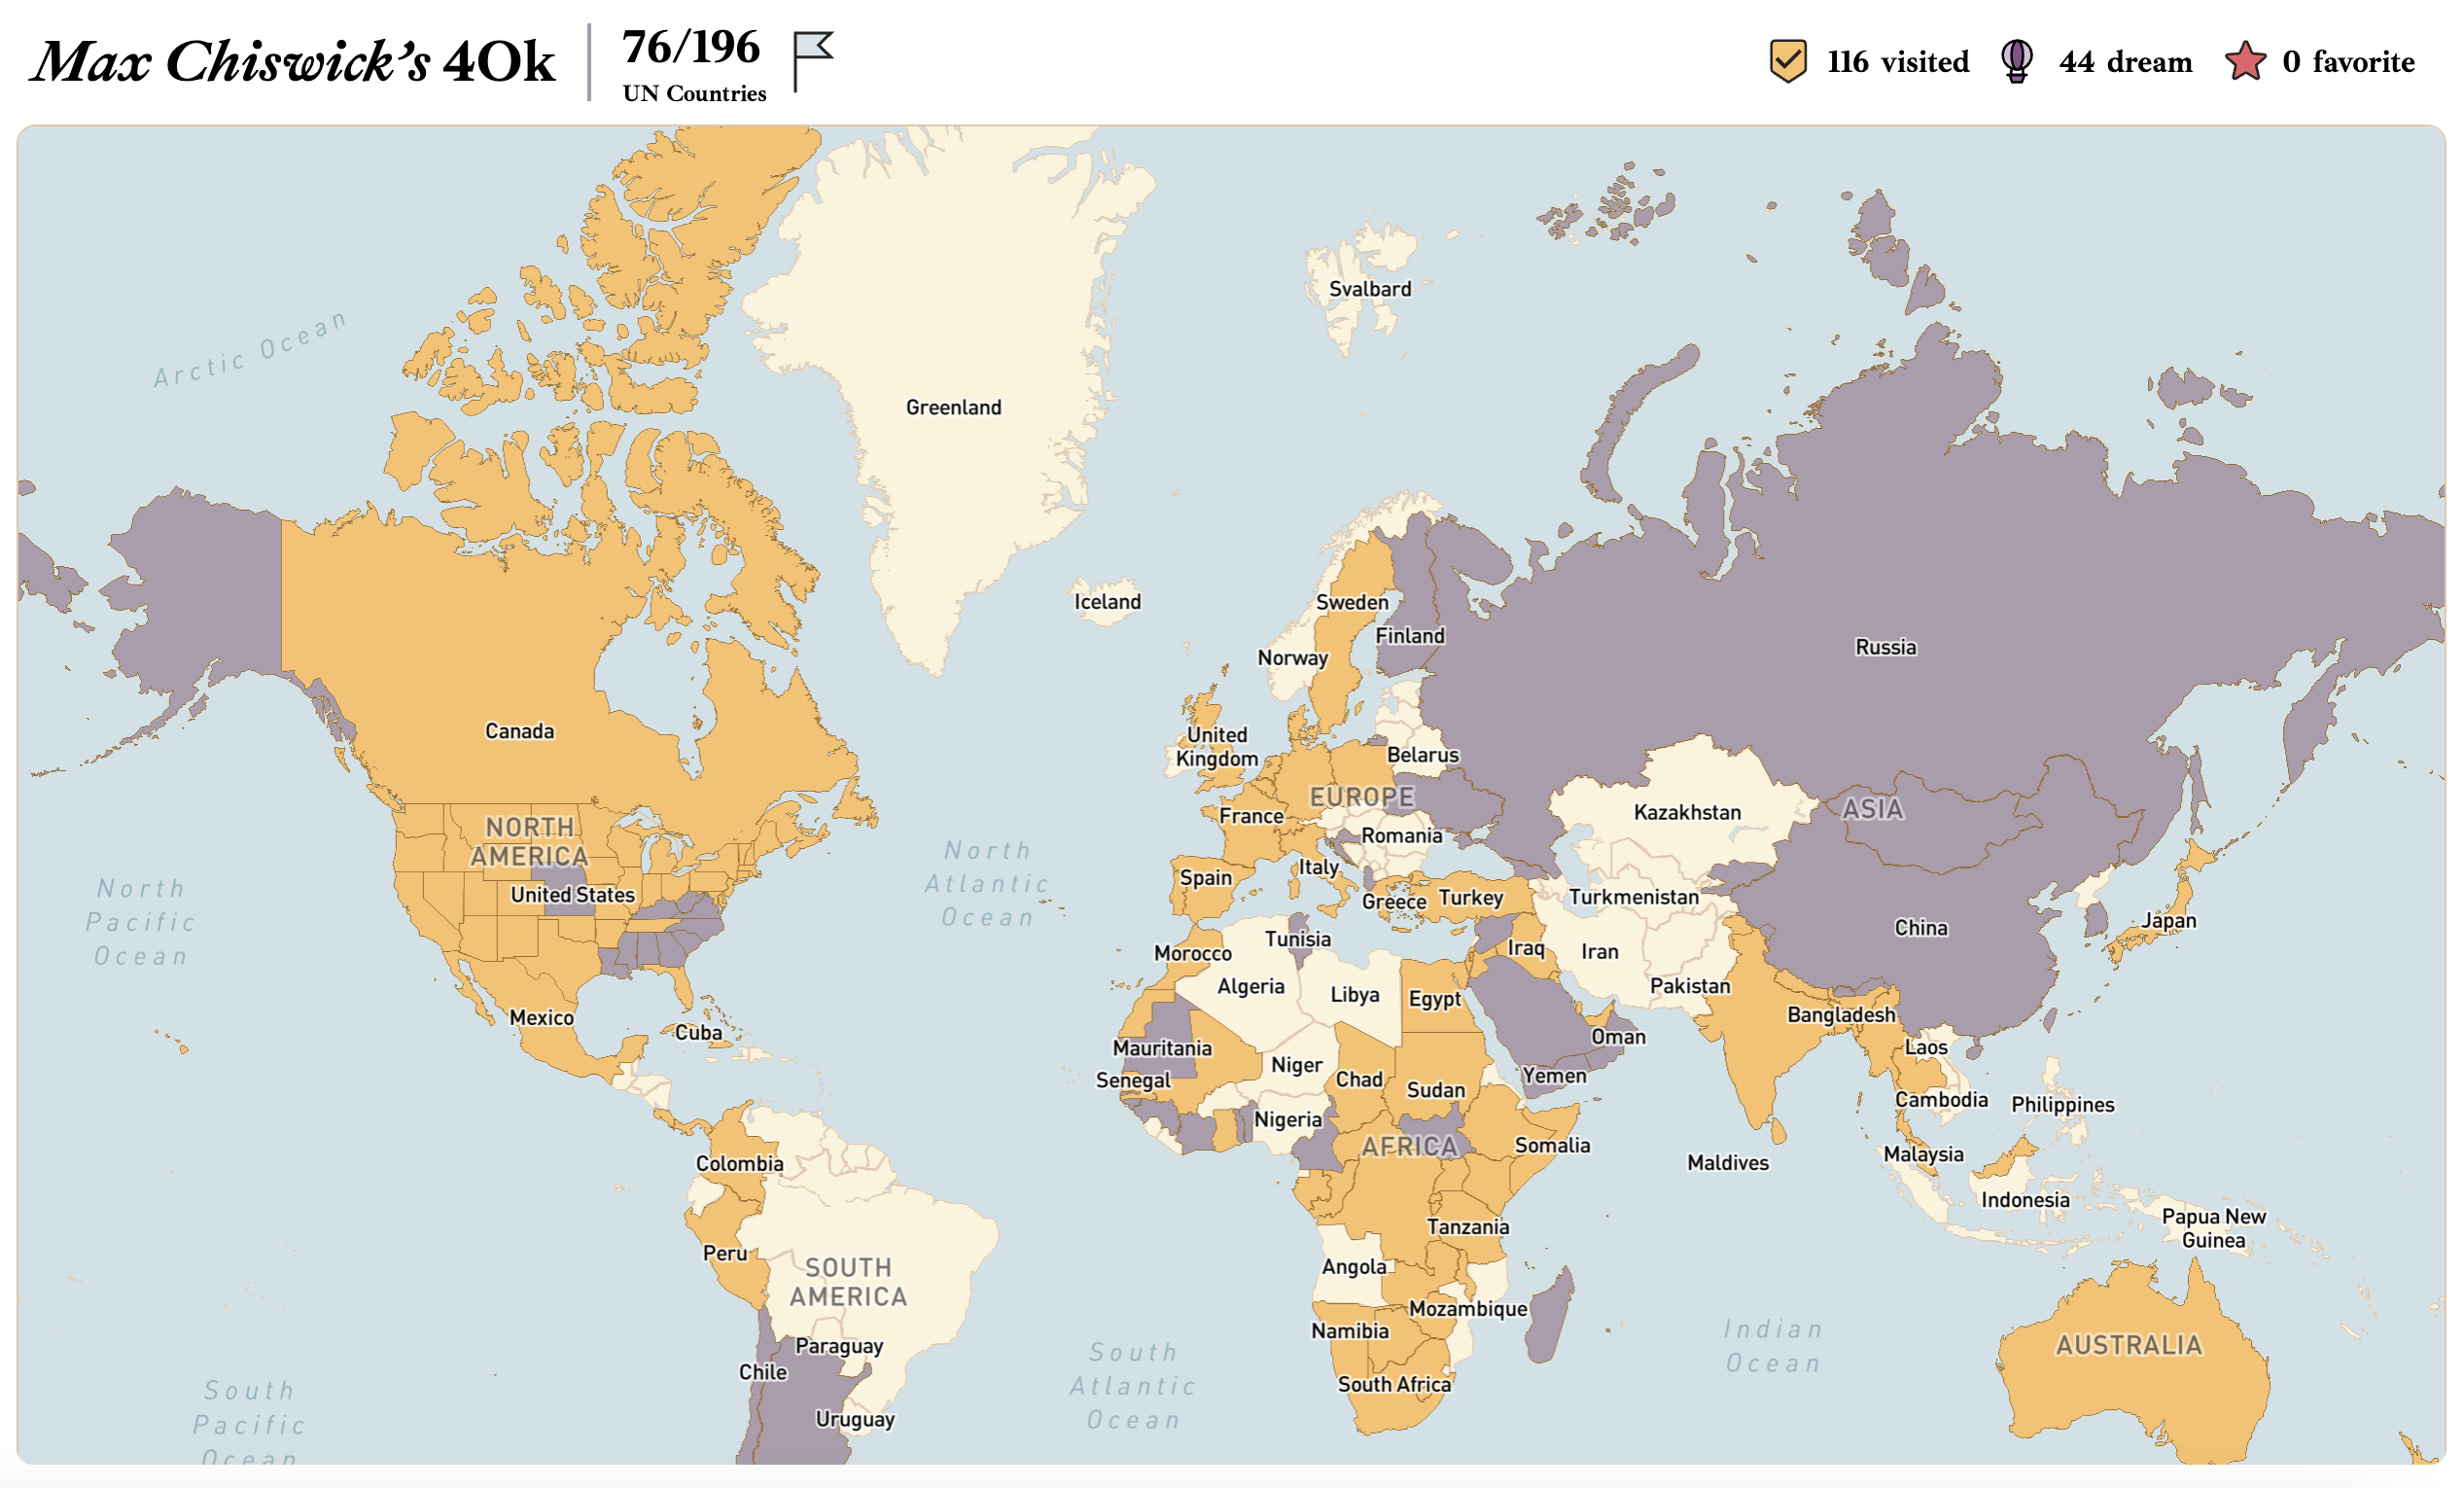 Max Chiswick's 40k
76/196
UN Countries
116 visited
44 dream
0 favorite
Arctic Ocean
Svalbard
Greenland
Iceland
Sweden
Finland
Norway
Russia
Canada
United
Kingdom
Belarus
EUROPE
ASIA
Kazakhstan
France
NORTH
AMERICA
Romania
North
Atlantic
Ocean
Italy
Spain
United States
Greece
Turkey
Turkmenistan
North
Pacific
Ocean
China
Japan
Tunisia
Morocco
Iraq
Iran
Algeria
Libya
Egypt
Pakistan
Mexico
Cuba
Bangladesh
Oman
Mauritania
Laos
Niger
Senegal
Chad
Sudan
Yemen
Cambodia
Philippines
Nigeria
AFRICA
Somalia
Colombia
Maldives
Malaysia
Indonesia
Tanzania
Papua New
Guinea
Peru
Angola
SOUTH
AMERICA
Mozambique
Namibia
Indian
Ocean
AUSTRALIA
Paraguay
Chile
South
Atlantic
Ocean
South Africa
South
Pacific
Ocean
Uruguay